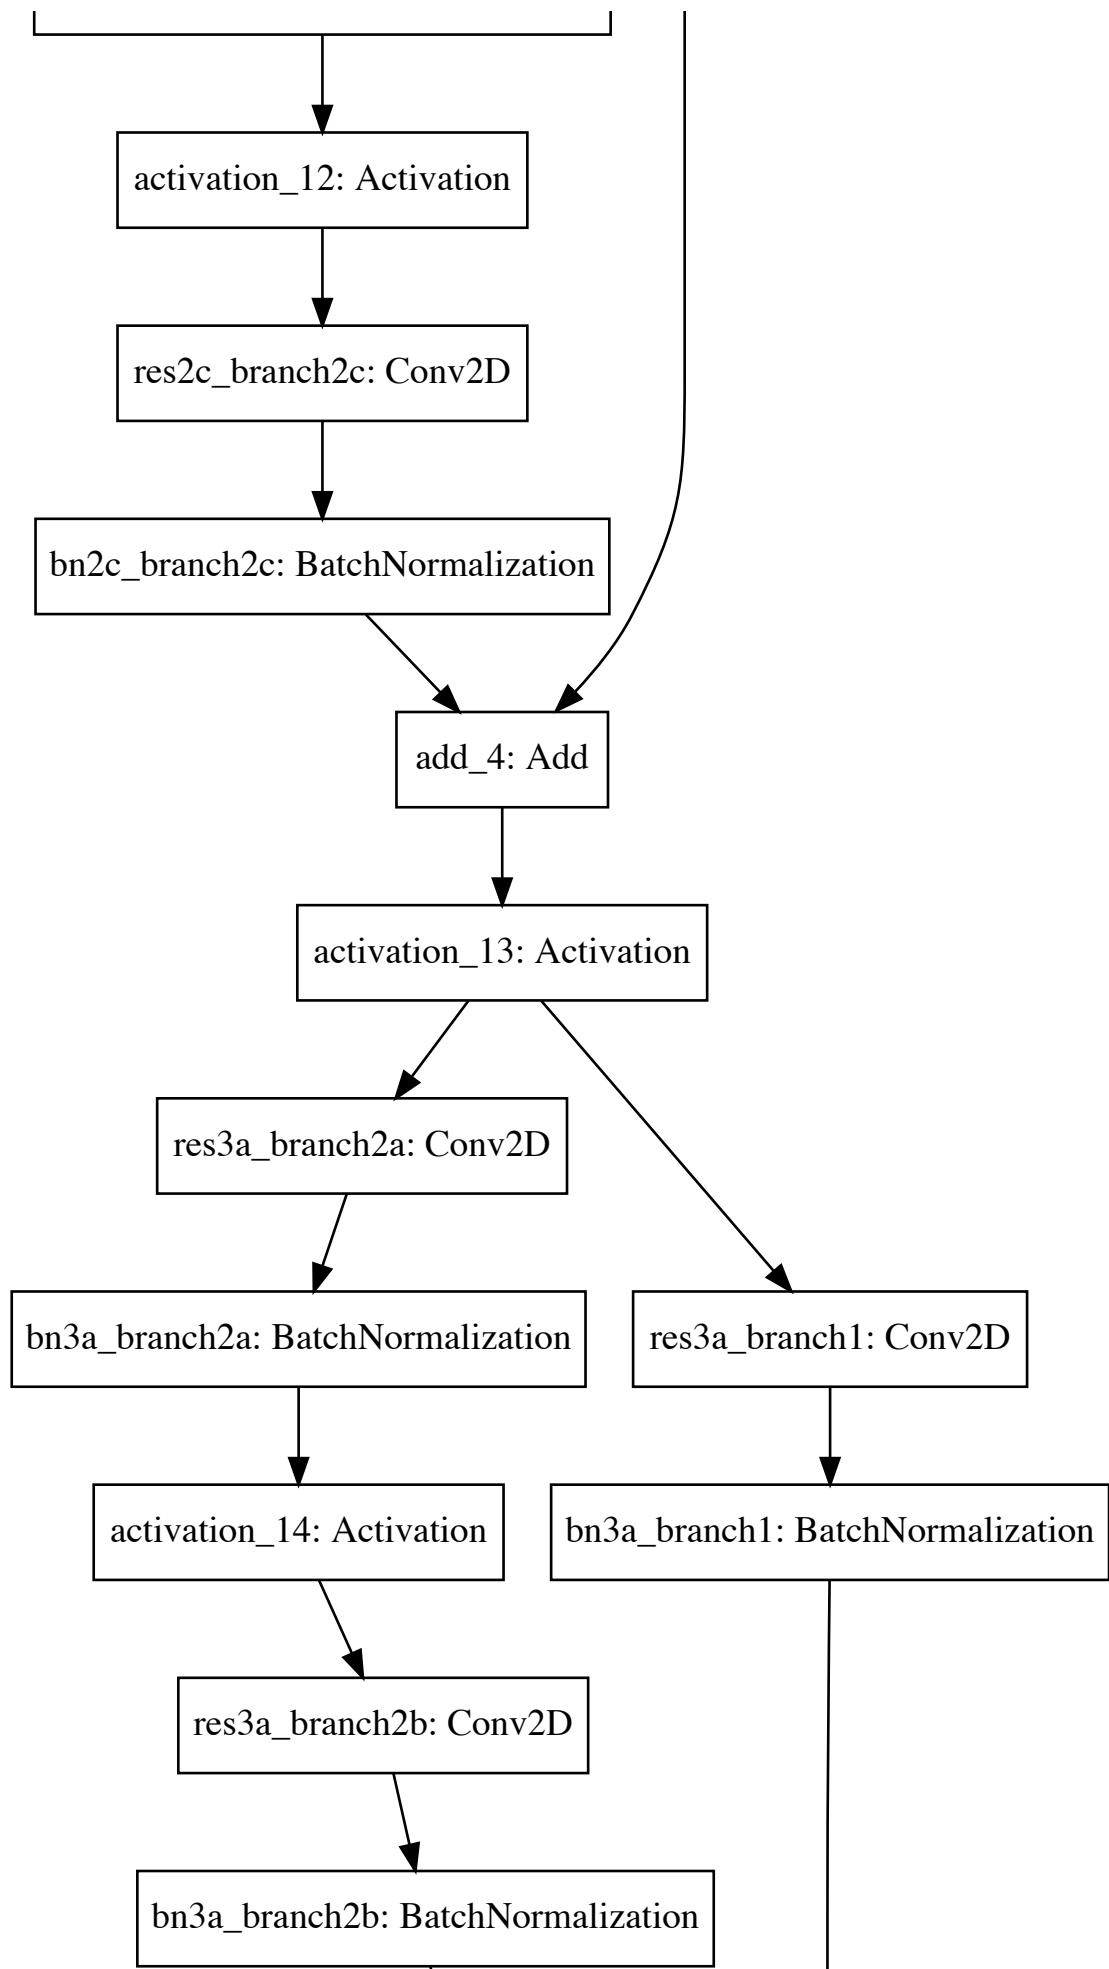 activation_12: Activation
res2c_branch2c: Conv2D
bn2c_branch2c: BatchNormalization
add_4: Add
activation_13: Activation
res3a_branch2a: Conv2D
bn3a_branch2a: BatchNormalization
res3a_branch1: Conv2D
activation_14: Activation
bn3a_branch1: BatchNormalization
res3a_branch2b: Conv2D
bn3a_branch2b: BatchNormalization